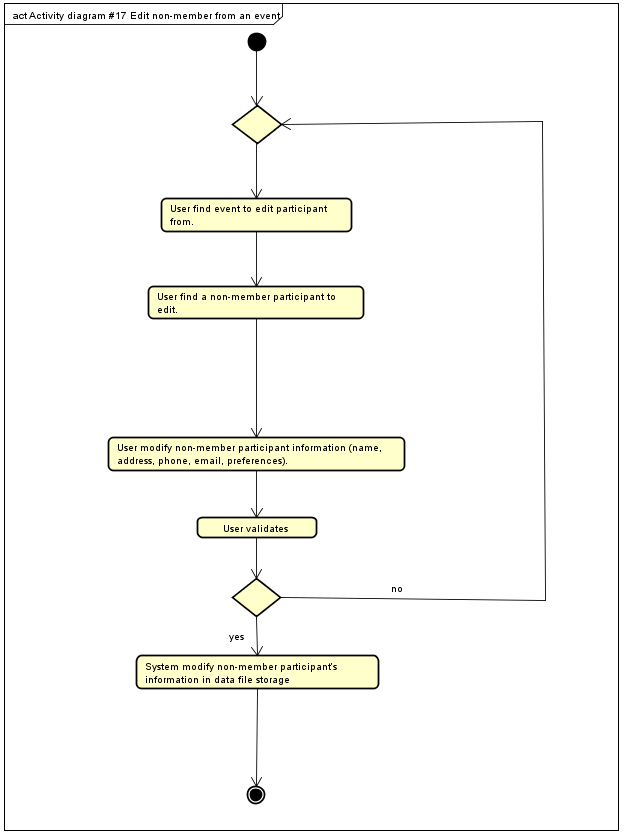 act Activity diagram #17 Edit non-member from an event
User find event to edit participant
from.
User find a non-member participant to
edit.
User modify non-member participant information (name,
address, phone, email, preferences).
User validates
no
yes
System modify non-member participant's
information in data file storage